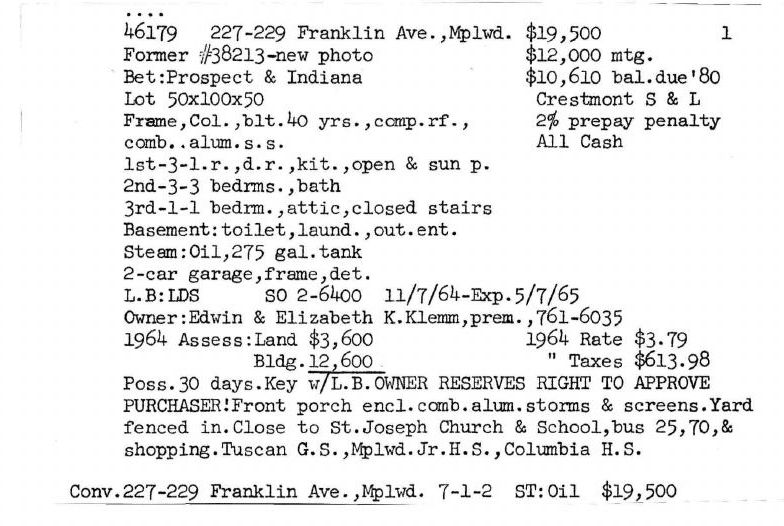 ....
46179 227-229 Franklin Ave.,Mplwd. $19,500 1
Former #38213-new photo $12,000 mtg.
Bet:Prospect & Indiana $10,610 bal.due'80
Lot 50x100x50 Crestmont S & L
Frame,Col.,blt.40 yrs.,comp.rf., 2% prepay penalty
comb..alum.s.s. All Cash
1st-3-l.r.,d.r.,kit.,open & sun p.
2nd-3-3 bedrms.,bath
3rd-1-1 bedrm.,attic,closed stairs
Basement:toilet,laund.,out.ent.
Steam:Oil,275 gal.tank
2-car garage,frame,det.
L.B:LDS SO 2-6400 11/7/64-Exp.5/7/65
Owner:Edwin & Elizabeth K.Klemm,prem.,761-6035
1964 Assess:Land $3,600 1964 Rate $3.79
Bldg.12,600 " Taxes $613.98
Poss.30 days.Key w/L.B.OWNER RESERVES RIGHT TO APPROVE
PURCHASER!Front porch encl.comb.alum.storms & screens.Yard
fenced in.Close to St.Joseph Church & School,bus 25,70,&
shopping.Tuscan G.S.,Mplwd.Jr.H.S.,Columbia H.S.
Conv.227-229 Franklin Ave.,Mplwd. 7-1-2 ST:Oil $19,500